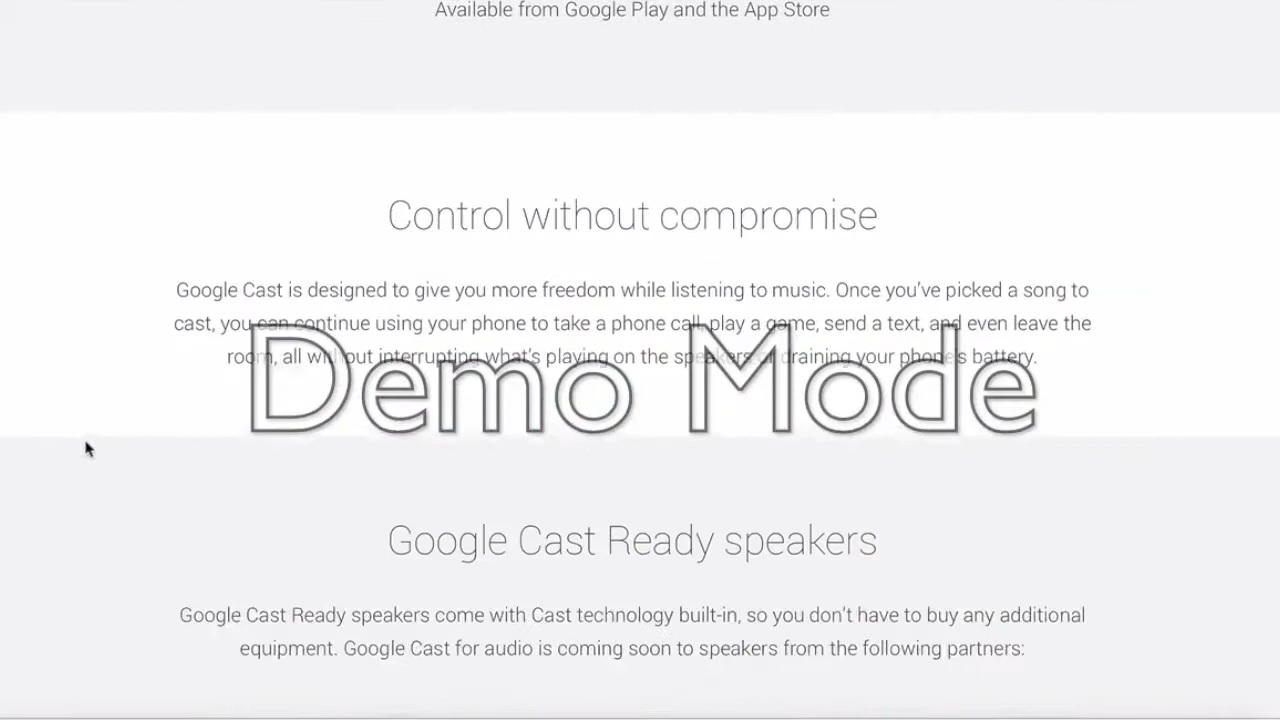 Available from Google Play and the App Store
Control without compromise
Google Cast is designed to give you more freedom while listening to music. Once you've picked a song to
cast, you can continue using your phone to take a phone call, play a game, send a text, and even leave the
room, all without interrupting what's playing on the speakers or draining your phone's battery.
Demo Mode
Google Cast Ready speakers
Google Cast Ready speakers come with Cast technology built-in, so you don't have to buy any additional
equipment. Google Cast for audio is coming soon to speakers from the following partners: